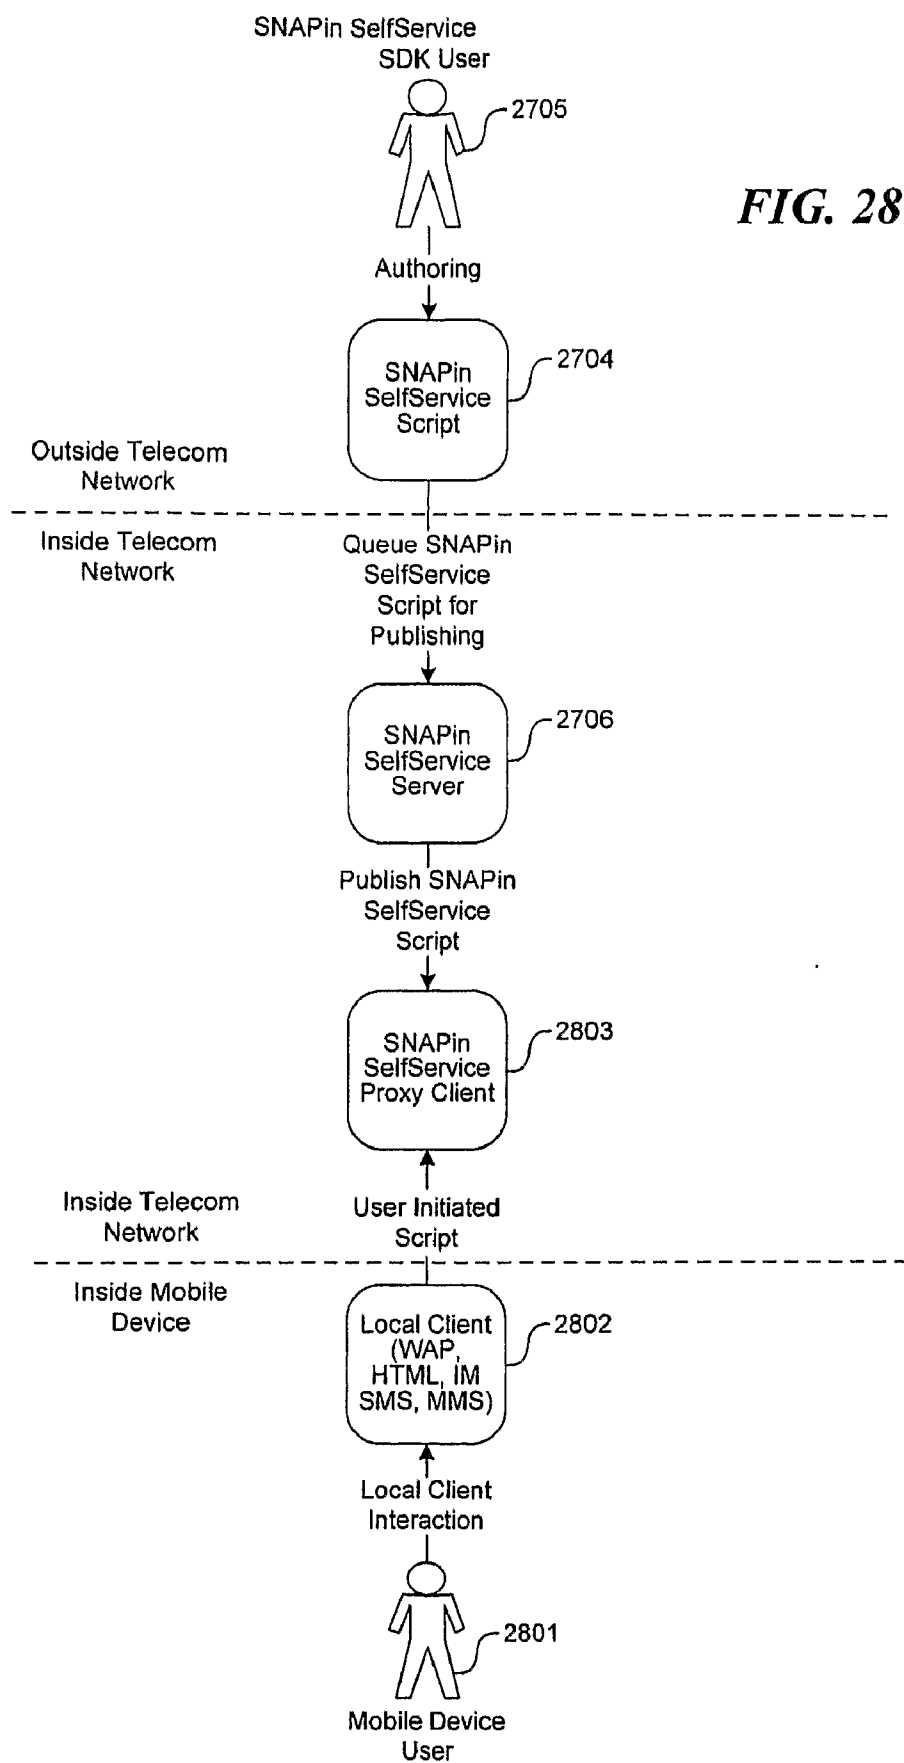 SNAPin SelfService
SDK User
2705
FIG. 28
Authoring
SNAPin
SelfService
Script
2704
Outside Telecom
Network
Inside Telecom
Network
Queue SNAPin
SelfService
Script for
Publishing
SNAPin
SelfService
Server
2706
Publish SNAPin
SelfService
Script
SNAPin
SelfService
Proxy Client
2803
Inside Telecom
Network
User Initiated
Script
Inside Mobile
Device
Local Client
(WAP,
HTML, IM
SMS, MMS)
2802
Local Client
Interaction
2801
Mobile Device
User